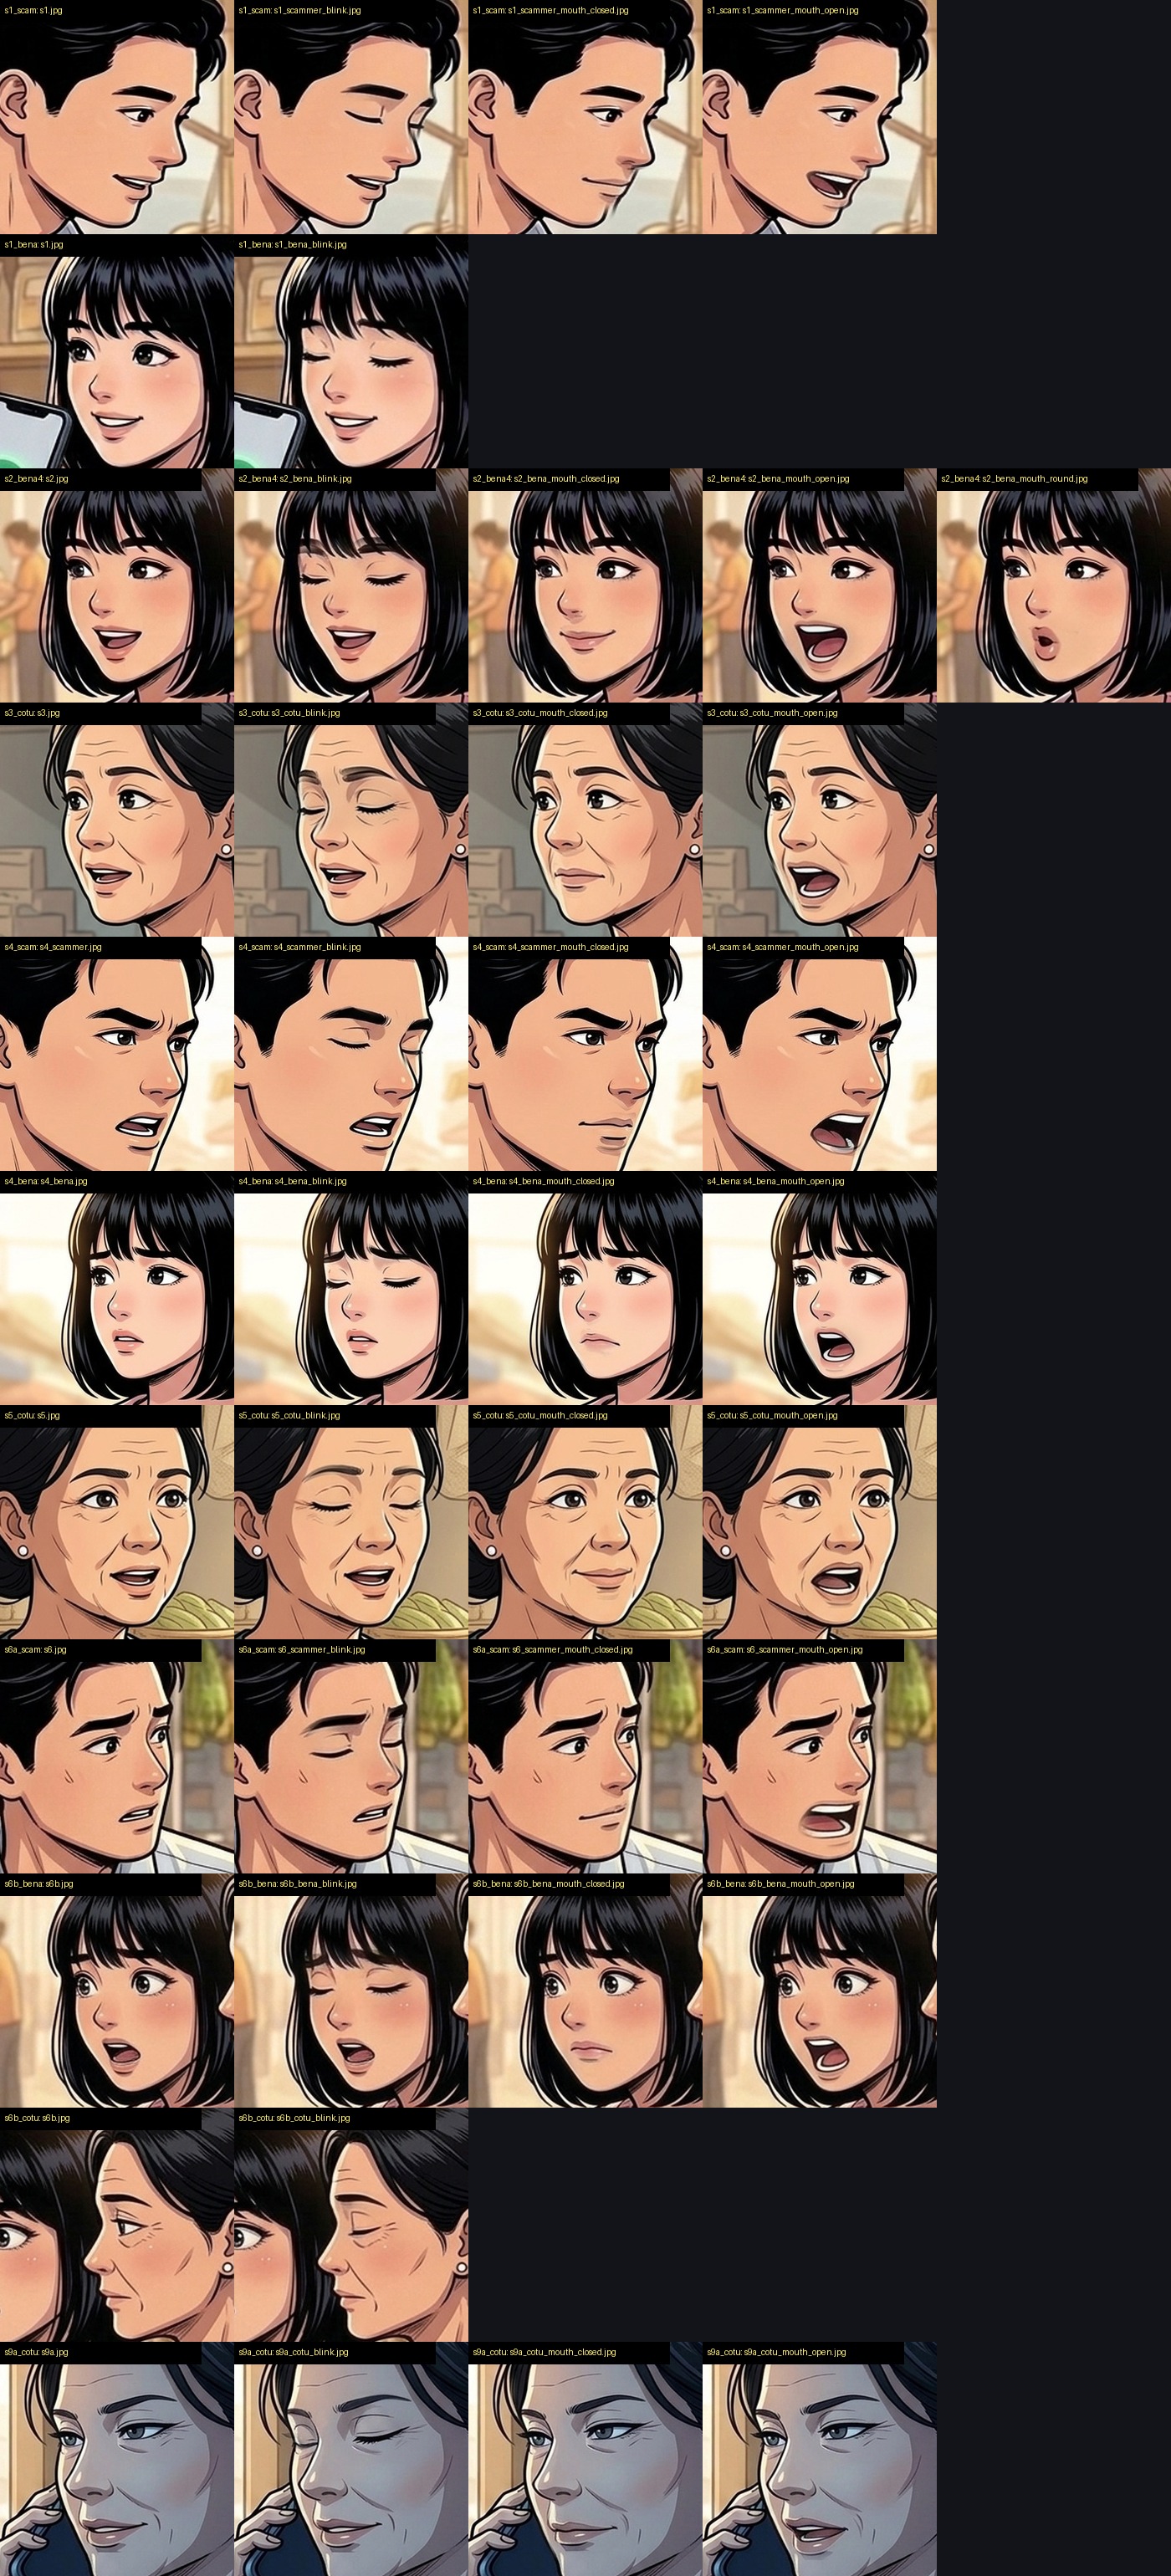 s1_scam: s1.jpg
s1_scam: s1_scammer_blink.jpg
s1_scam: s1_scammer_mouth_closed.jpg
s1_scam: s1_scammer_mouth_open.jpg
s1_bena: s1.jpg
s1_bena: s1_bena_blink.jpg
s2_bena4: s2.jpg
s2_bena4: s2_bena_blink.jpg
s2_bena4: s2_bena_mouth_closed.jpg
s2_bena4: s2_bena_mouth_open.jpg
s2_bena4: s2_bena_mouth_round.jpg
s3_cotu: s3.jpg
s3_cotu: s3_cotu_blink.jpg
s3_cotu: s3_cotu_mouth_closed.jpg
s3_cotu: s3_cotu_mouth_open.jpg
s4_scam: s4_scammer.jpg
s4_scam: s4_scammer_blink.jpg
s4_scam: s4_scammer_mouth_closed.jpg
s4_scam: s4_scammer_mouth_open.jpg
s4_bena: s4_bena.jpg
s4_bena: s4_bena_blink.jpg
s4_bena: s4_bena_mouth_closed.jpg
s4_bena: s4_bena_mouth_open.jpg
s5_cotu: s5.jpg
s5_cotu: s5_cotu_blink.jpg
s5_cotu: s5_cotu_mouth_closed.jpg
s5_cotu: s5_cotu_mouth_open.jpg
s6a_scam: s6.jpg
s6a_scam: s6_scammer_blink.jpg
s6a_scam: s6_scammer_mouth_closed.jpg
s6a_scam: s6_scammer_mouth_open.jpg
s6b_bena: s6b.jpg
s6b_bena: s6b_bena_blink.jpg
s6b_bena: s6b_bena_mouth_closed.jpg
s6b_bena: s6b_bena_mouth_open.jpg
s6b_cotu: s6b.jpg
s6b_cotu: s6b_cotu_blink.jpg
s9a_cotu: s9a.jpg
s9a_cotu: s9a_cotu_blink.jpg
s9a_cotu: s9a_cotu_mouth_closed.jpg
s9a_cotu: s9a_cotu_mouth_open.jpg